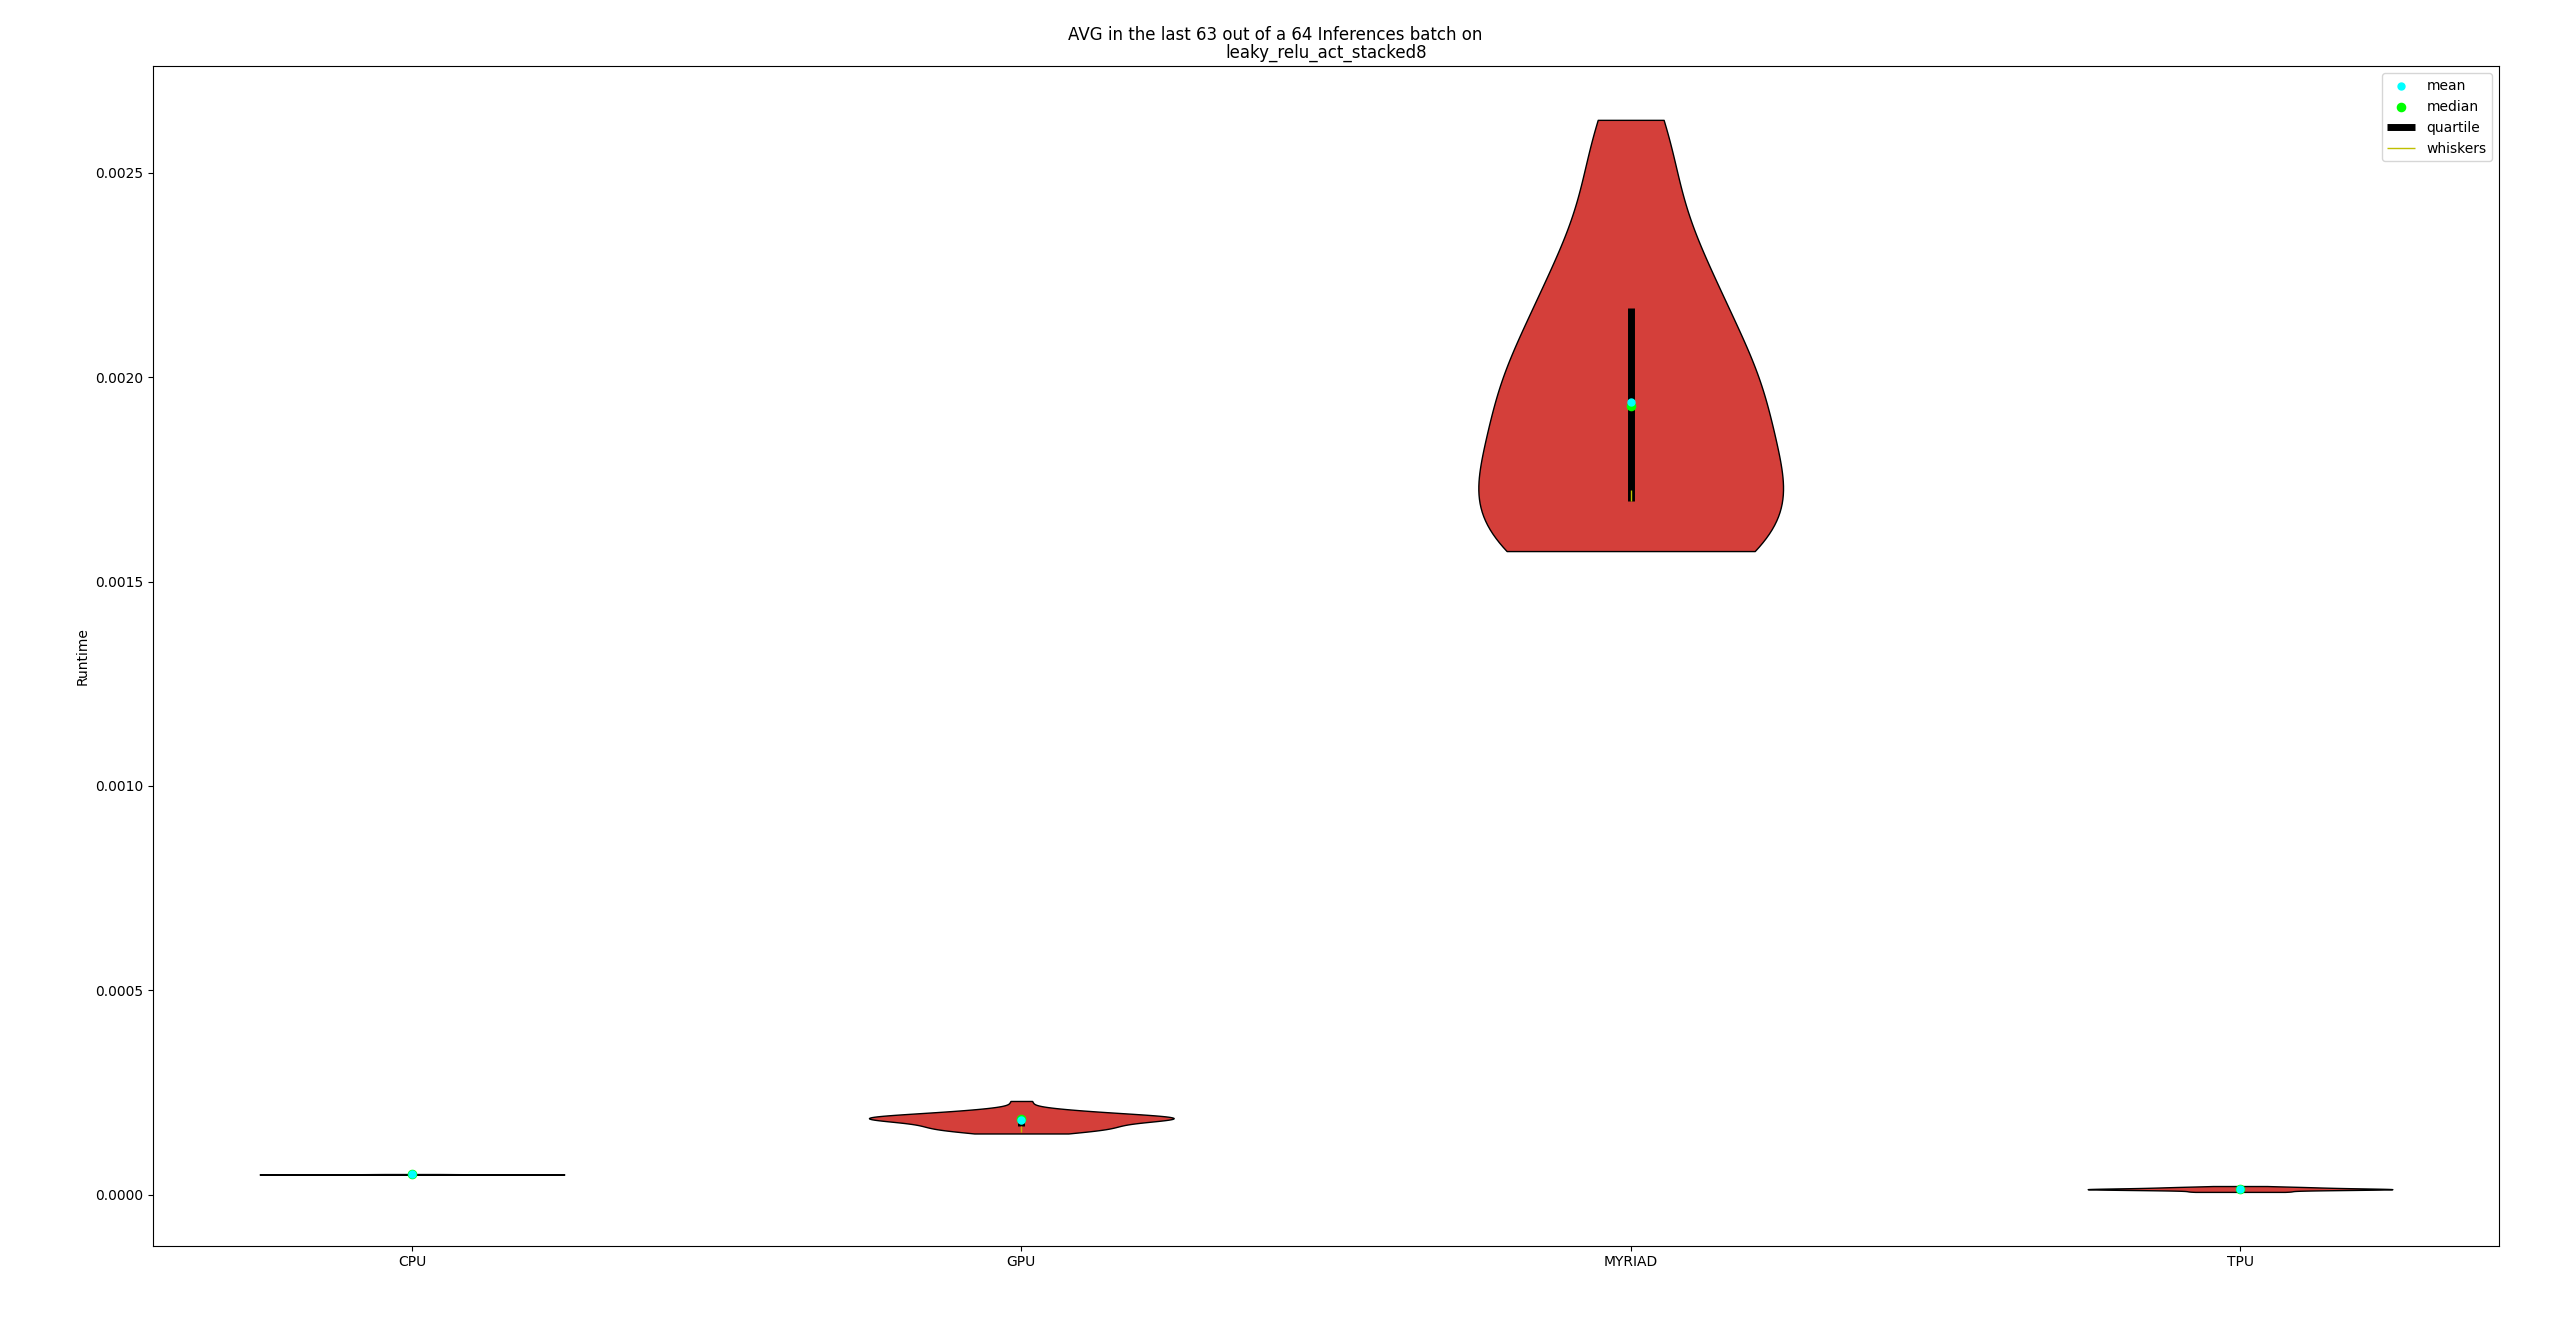 AVG in the last 63 out of a 64 Inferences batch on
leaky_relu_act_stacked8
mean
median
quartile
whiskers
0.0025
0.0020
0.0015
0.0010
0.0005
0.0000
Runtime
CPU
GPU
MYRIAD
TPU